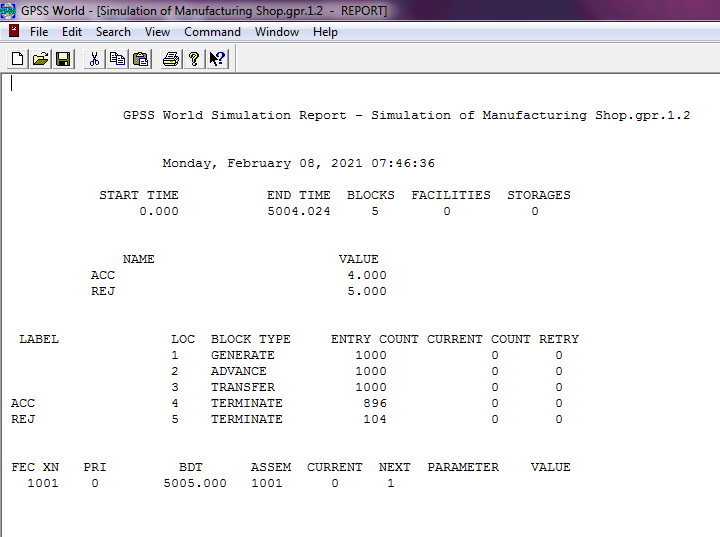 GPSS World - [Simulation of Manufacturing Shop.gpr.1.2 - REPORT]
File Edit Search View Command Window Help
GPSS World Simulation Report - Simulation of Manufacturing Shop.gpr.1.2
Monday, February 08, 2021 07:46:36
START TIME END TIME BLOCKS FACILITIES STORAGES
0.000 5004.024 5 0 0
NAME VALUE
ACC 4.000
REJ 5.000
LABEL LOC BLOCK TYPE ENTRY COUNT CURRENT COUNT RETRY
1 GENERATE 1000 0 0
2 ADVANCE 1000 0 0
3 TRANSFER 1000 0 0
ACC 4 TERMINATE 896 0 0
REJ 5 TERMINATE 104 0 0
FEC XN PRI BDT ASSEM CURRENT NEXT PARAMETER VALUE
1001 0 5005.000 1001 0 1